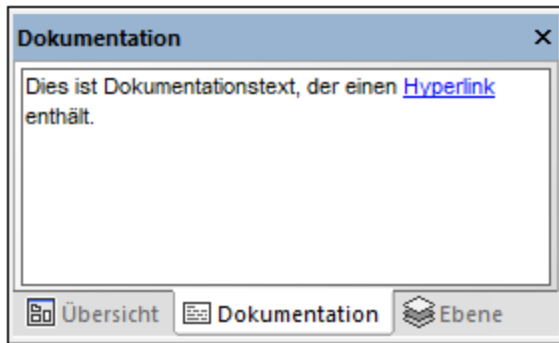 Dokumentation
Dies ist Dokumentationstext, der einen Hyperlink
enthält.
Übersicht Dokumentation Ebene